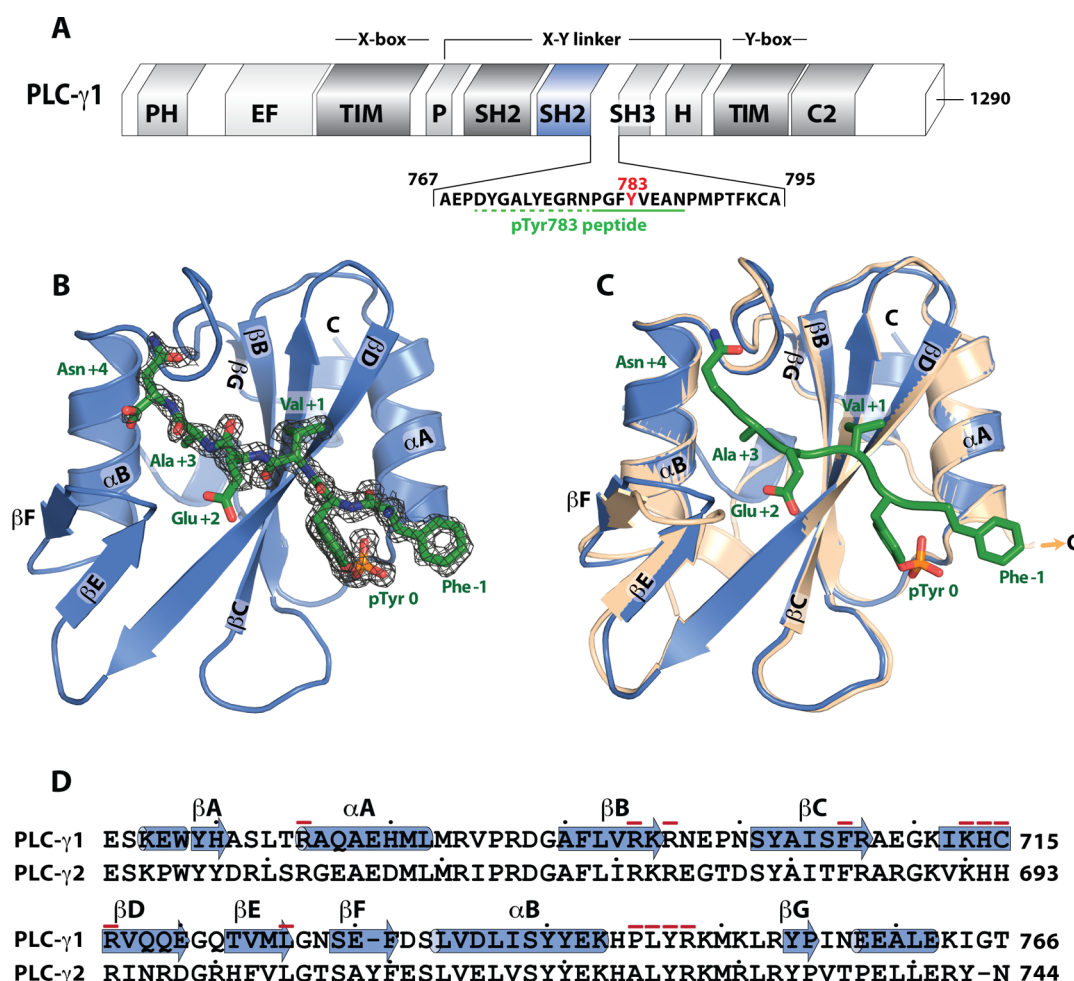 A
X-box X-Y linker Y-box
PLC-γ1
PH EF TIM P SH2 SH2 SH3 H TIM C2
1290
767 783 795
AEPDYGALYEGRNPGFYVEANPMPTFKCA
pTyr783 peptide
B
C
Asn +4
βG
βB
βD
Val +1
αA
Ala +3
αB
Glu +2
βF
βE
βC
pTyr 0
Phe -1
C
C
Asn +4
βG
βB
βD
Val +1
αA
Ala +3
αB
Glu +2
βF
βE
βC
pTyr 0
Phe -1
D
βA αA βB βC
PLC-γ1 ESKEWYHASLTRAQAEHMLMRVPRDGAFLVRKRNEPNSYAISFRAEGKIKHC 715
PLC-γ2 ESKPWYYDRLSRGEAEDMLMRIPRDGAFLIRKREGTDSYAITFRARGKVKHH 693
βD βE βF αB βG
PLC-γ1 RVQQEGQTVMLGNSE-FDSLVDLISYYEKHPLYRKMKLRYPINEEALEKIGT 766
PLC-γ2 RINRDGRHFVLGTSAYFESLVELVSYYEKHALYRKMRLRYPVTPELLERY-N 744